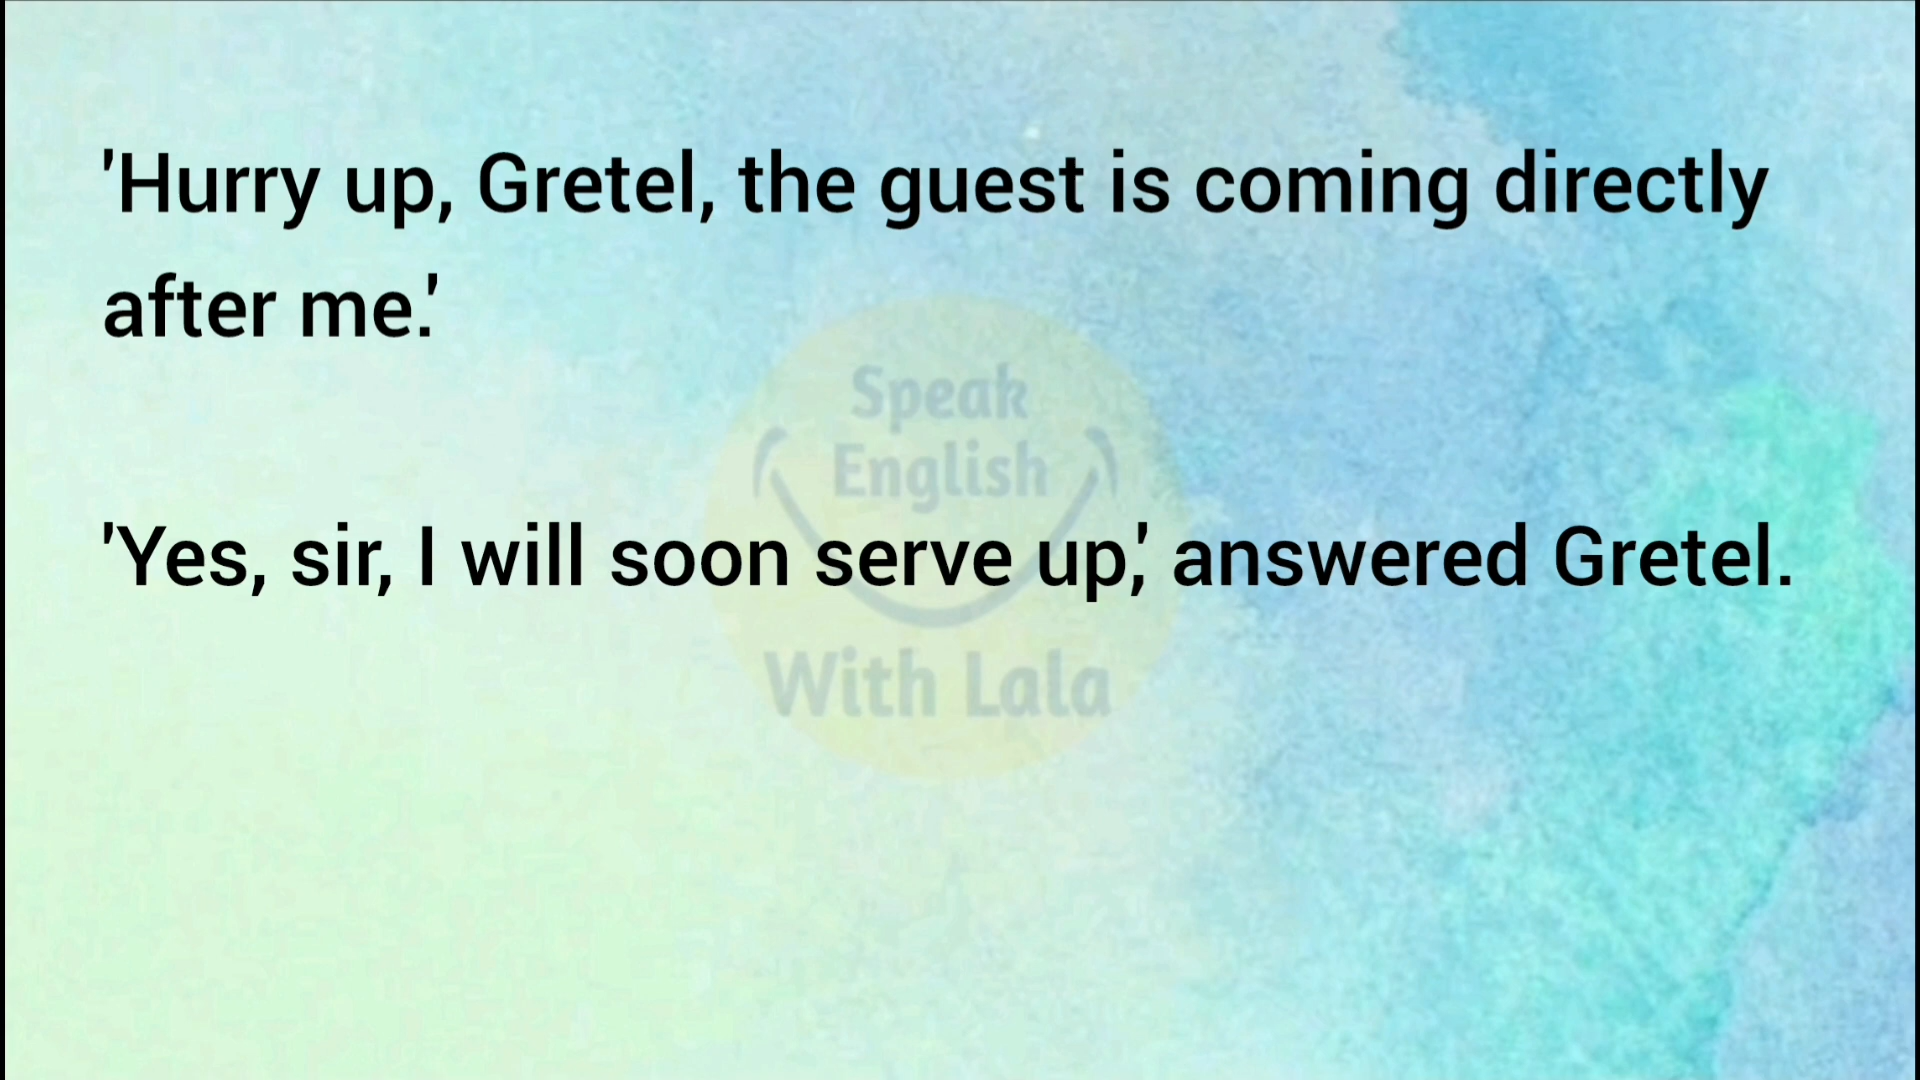 'Hurry up, Gretel, the guest is coming directly
after me.'
Speak
English
'Yes, sir, I will soon serve up,' answered Gretel.
With Lala